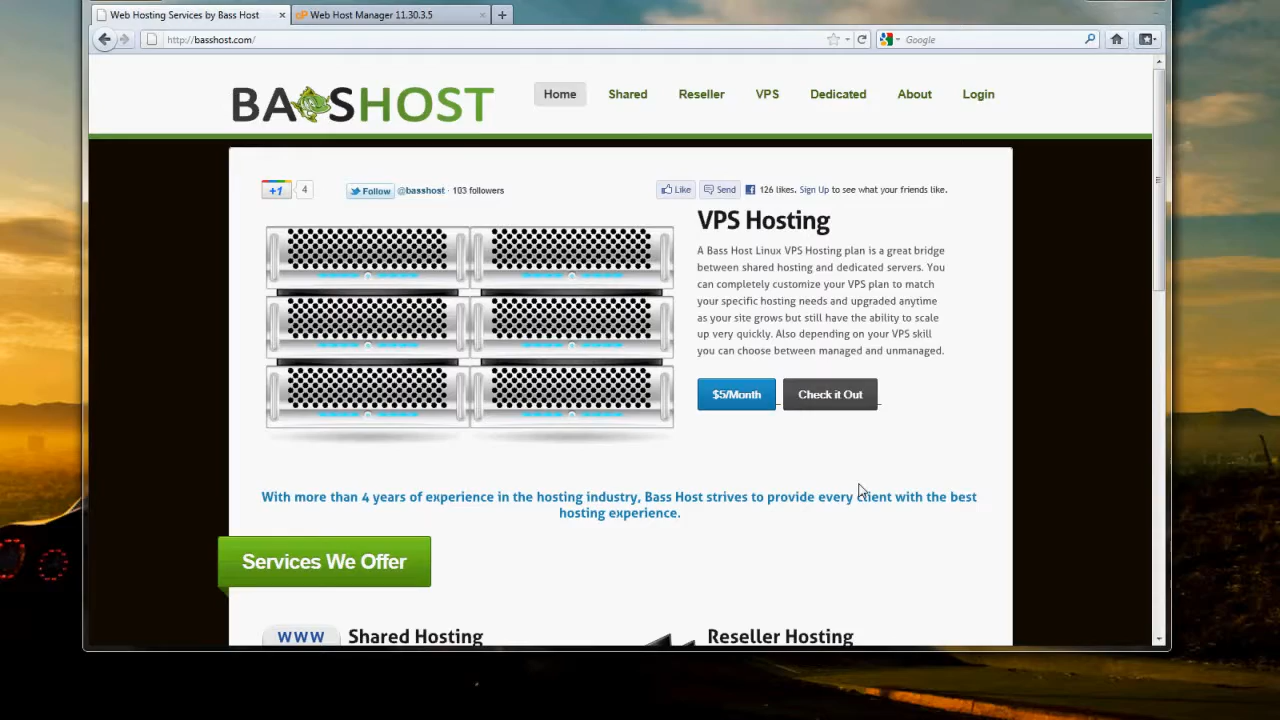 Web Hosting Services by Bass Host
Web Host Manager 11.30.3.5
http://basshost.com/
Google
BASSHOST
Home
Shared
Reseller
VPS
Dedicated
About
Login
+1
4
Follow @basshost · 103 followers
Like
Send
126 likes. Sign Up to see what your friends like.
VPS Hosting
A Bass Host Linux VPS Hosting plan is a great bridge
between shared hosting and dedicated servers. You
can completely customize your VPS plan to match
your specific hosting needs and upgraded anytime
as your site grows but still have the ability to scale
up very quickly. Also depending on your VPS skill
you can choose between managed and unmanaged.
$5/Month
Check it Out
With more than 4 years of experience in the hosting industry, Bass Host strives to provide every client with the best
hosting experience.
Services We Offer
WWW
Shared Hosting
Reseller Hosting